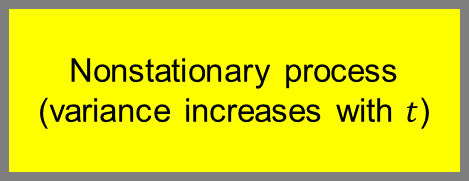 Nonstationary process
(variance increases with t)